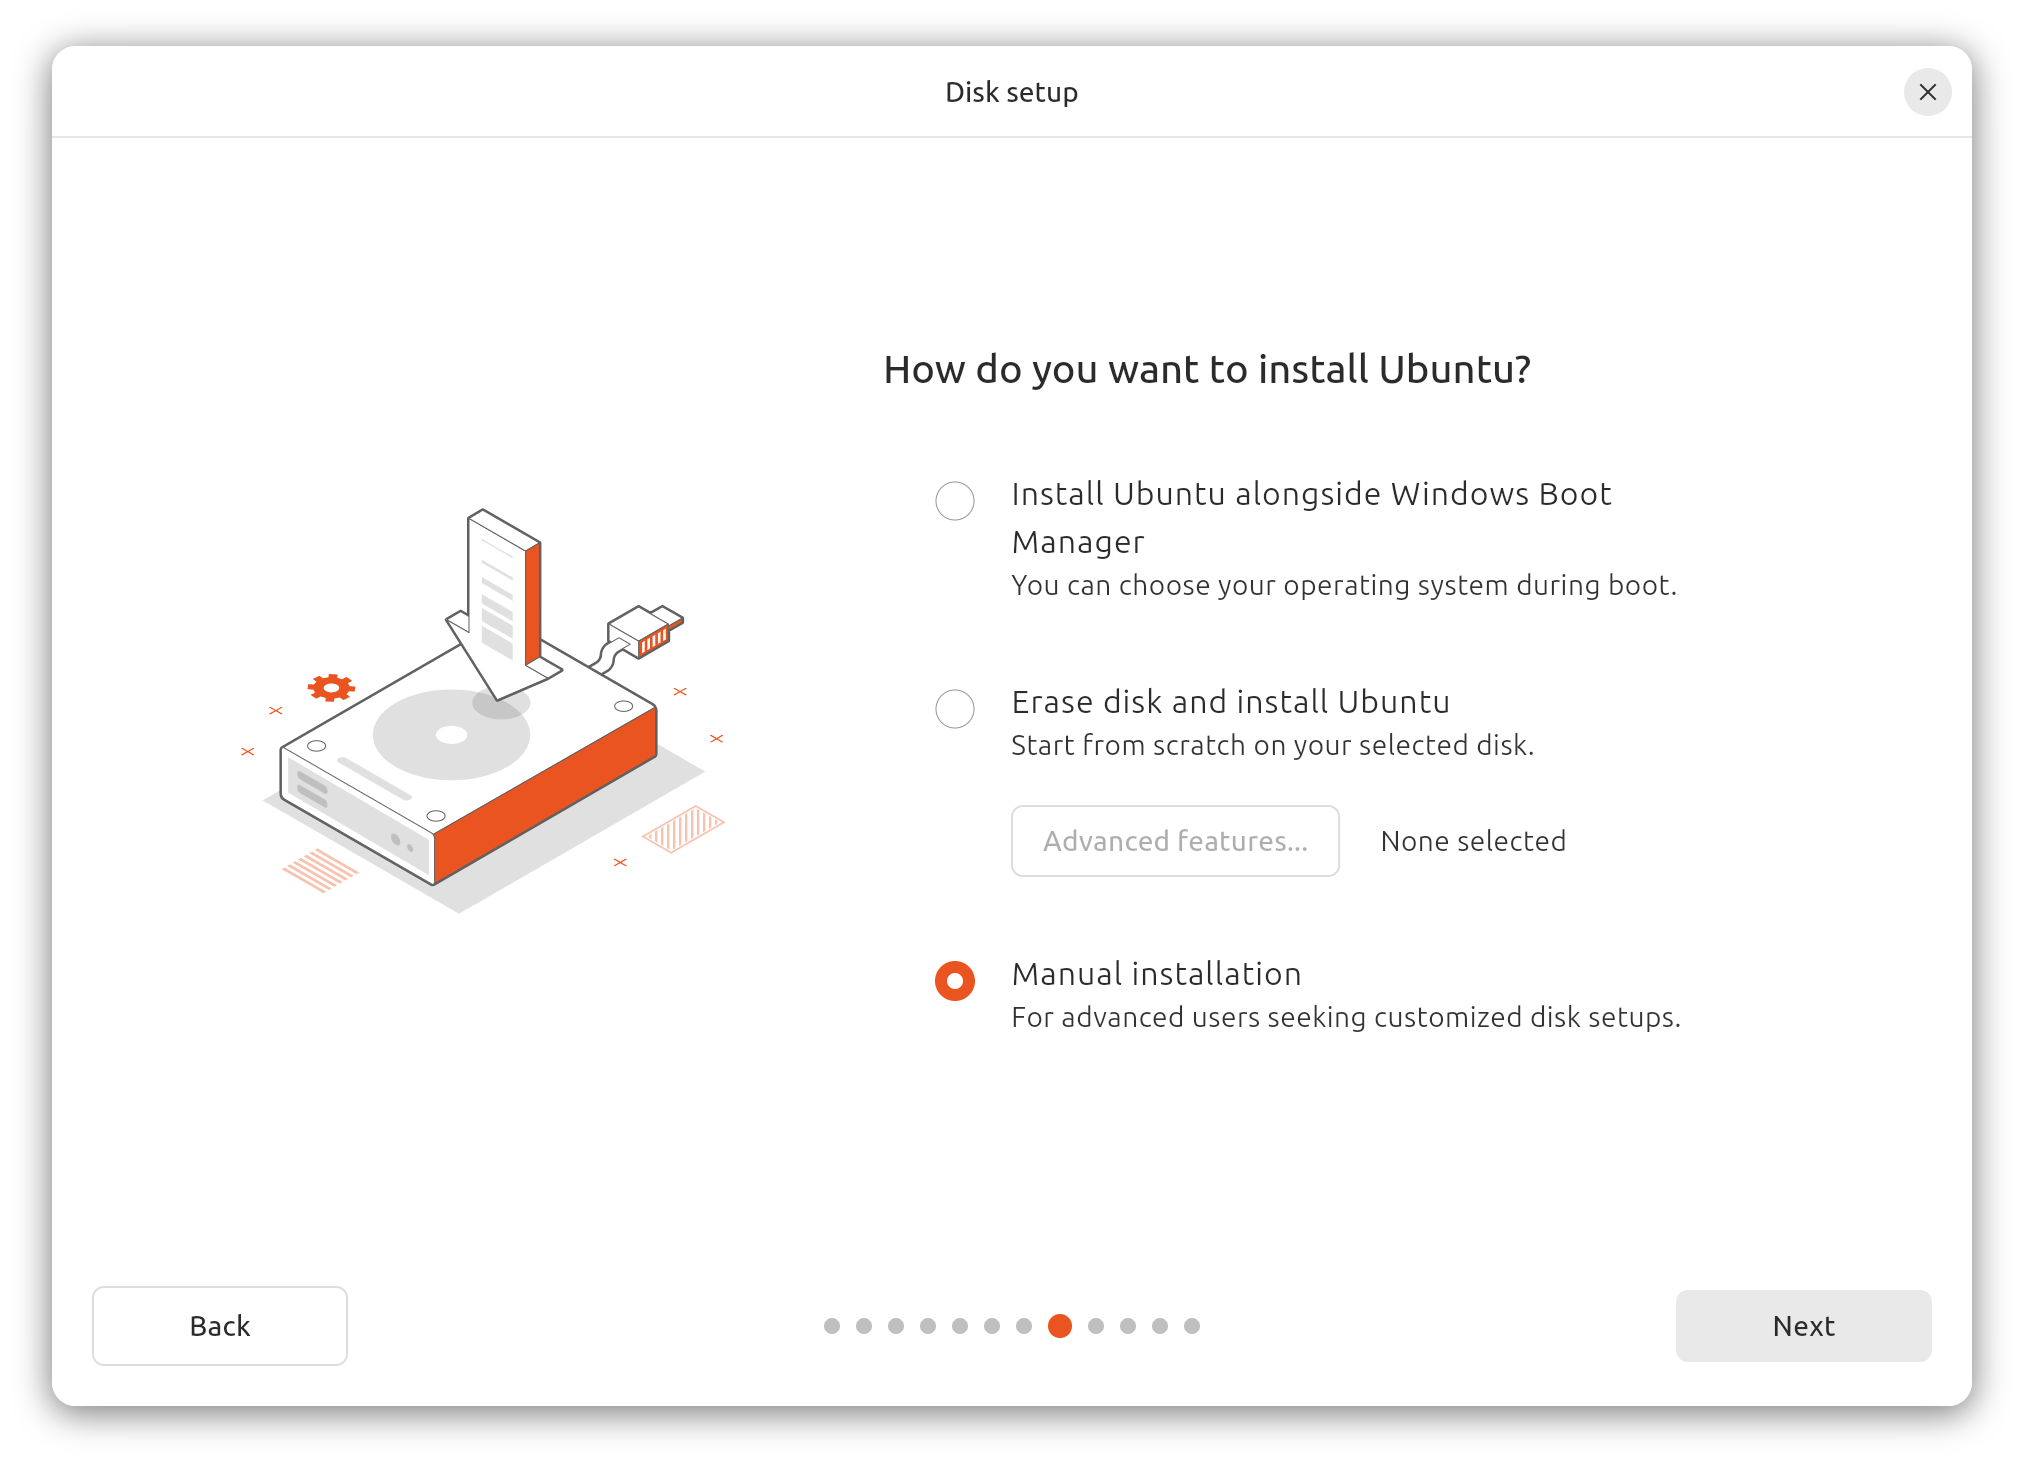 Disk setup
How do you want to install Ubuntu?
Install Ubuntu alongside Windows Boot
Manager
You can choose your operating system during boot.
Erase disk and install Ubuntu
Start from scratch on your selected disk.
Advanced features...
None selected
Manual installation
For advanced users seeking customized disk setups.
Back
Next